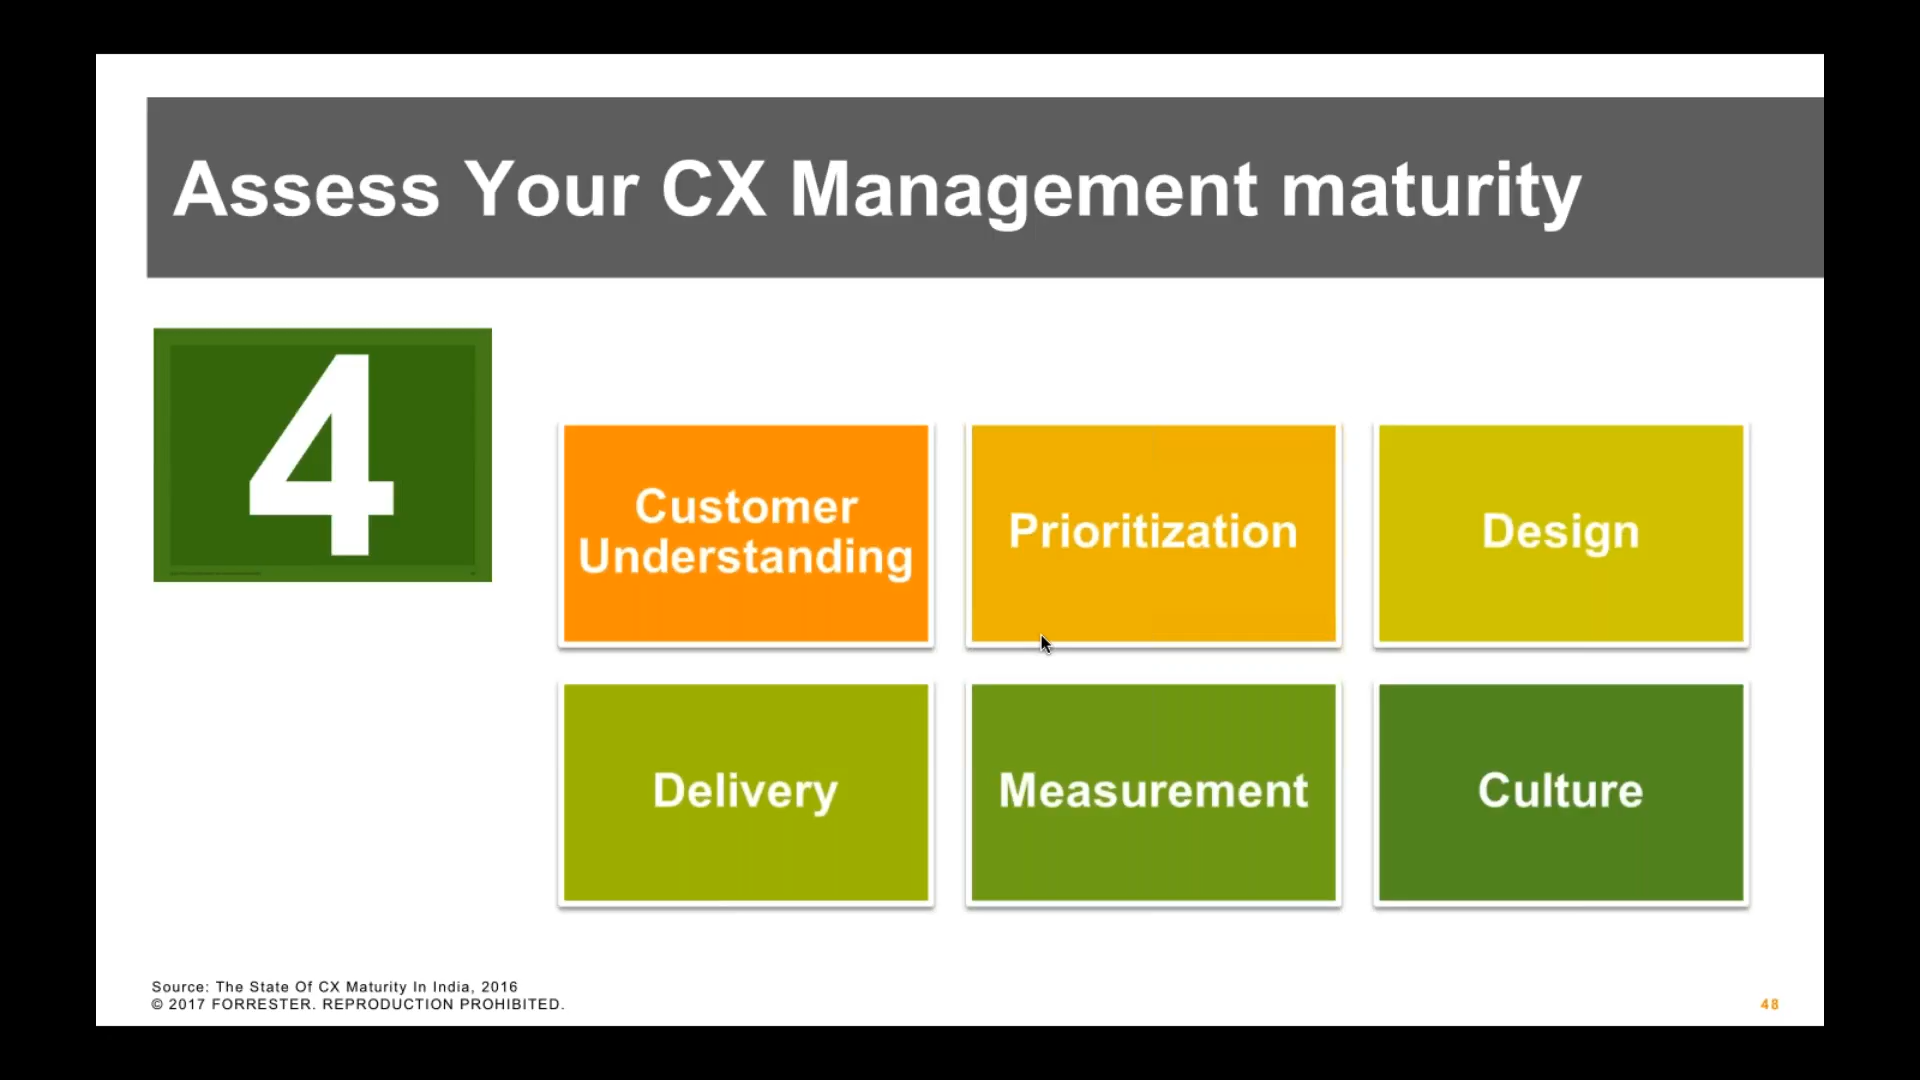 Assess Your CX Management maturity
4
Customer
Understanding
Prioritization
Design
Delivery
Measurement
Culture
Source: The State Of CX Maturity In India, 2016
© 2017 FORRESTER. REPRODUCTION PROHIBITED.
48